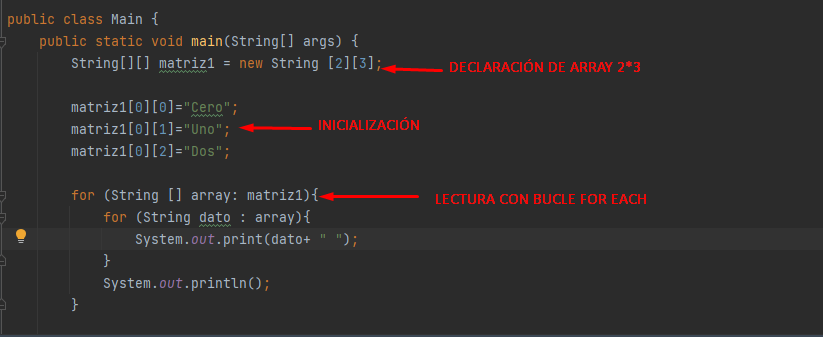 public class Main {
public static void main(String[] args) {
String[][] matriz1 = new String [2][3];
DECLARACIÓN DE ARRAY 2*3
matriz1[0][0]="Cero";
matriz1[0][1]="Uno";
INICIALIZACIÓN
matriz1[0][2]="Dos";
for (String [] array: matriz1){
LECTURA CON BUCLE FOR EACH
for (String dato : array){
System.out.print(dato+ " ");
}
System.out.println();
}